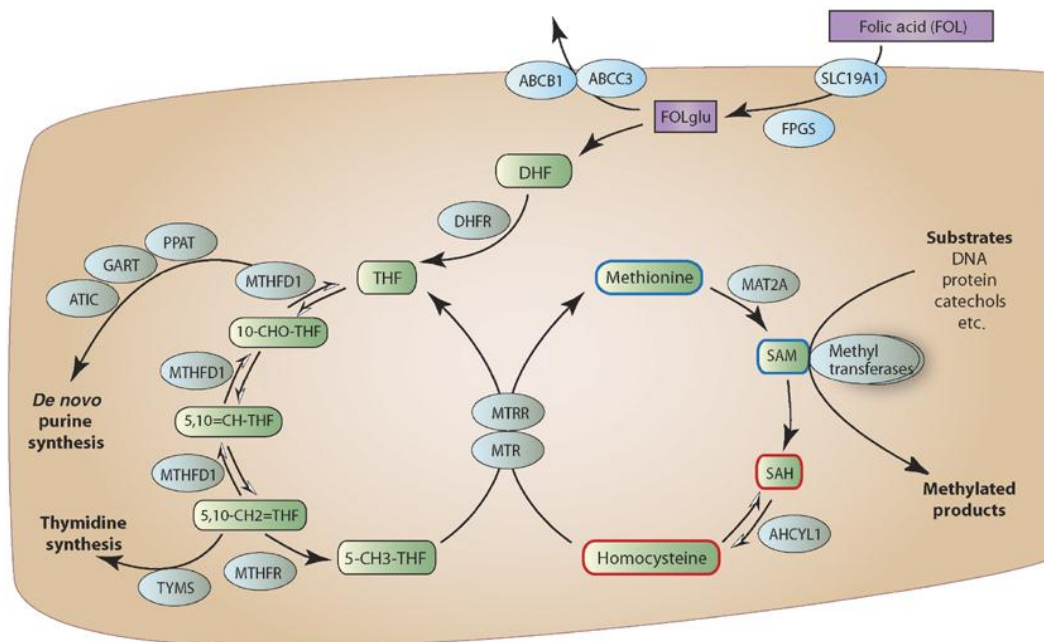 Folic acid (FOL)
ABCB1
ABCC3
SLC19A1
FOLglu
FPGS
DHF
DHFR
PPAT
GART
ATIC
MTHFD1
THF
10-CHO-THF
MTHFD1
De novo
purine
synthesis
5,10=CH-THF
MTHFD1
5,10-CH2=THF
Thymidine
synthesis
TYMS
MTHFR
5-CH3-THF
MTRR
MTR
Methionine
MAT2A
Substrates
DNA
protein
catechols
etc.
SAM
Methyl
transferases
SAH
AHCYL1
Homocysteine
Methylated
products